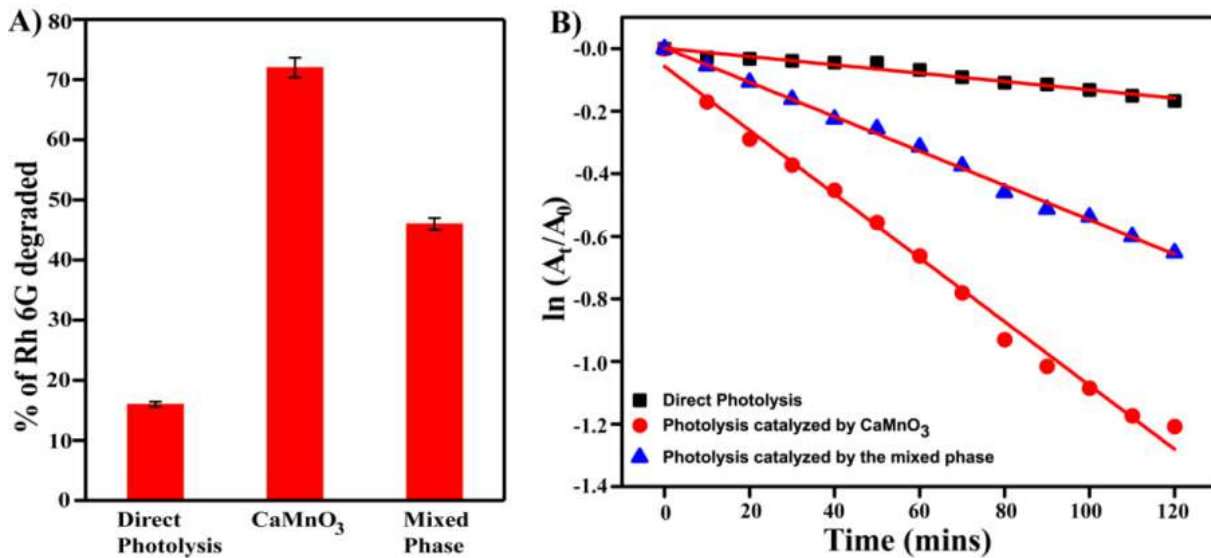 A)
% of Rh 6G degraded
80
70
60
50
40
30
20
10
0
Direct
Photolysis
CaMnO₃
Mixed
Phase
B)
ln (Aₜ/A₀)
-0.0
-0.2
-0.4
-0.6
-0.8
-1.0
-1.2
-1.4
Direct Photolysis
Photolysis catalyzed by CaMnO₃
Photolysis catalyzed by the mixed phase
0 20 40 60 80 100 120
Time (mins)